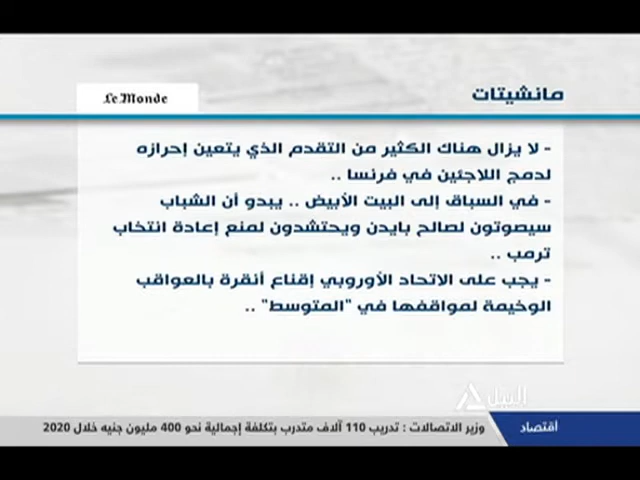 مانشيتات
Le Monde
- لا يزال هناك الكثير من التقدم الذي يتعين إحرازه
لدمج اللاجئين في فرنسا ..
- في السباق إلى البيت الأبيض .. يبدو أن الشباب
سيصوتون لصالح بايدن ويحتشدون لمنع إعادة انتخاب
ترمب ..
- يجب على الاتحاد الأوروبي إقناع أنقرة بالعواقب
الوخيمة لمواقفها في "المتوسط" ..
النيل
اقتصاد
وزير الاتصالات : تدريب 110 آلاف متدرب بتكلفة إجمالية نحو 400 مليون جنيه خلال 2020